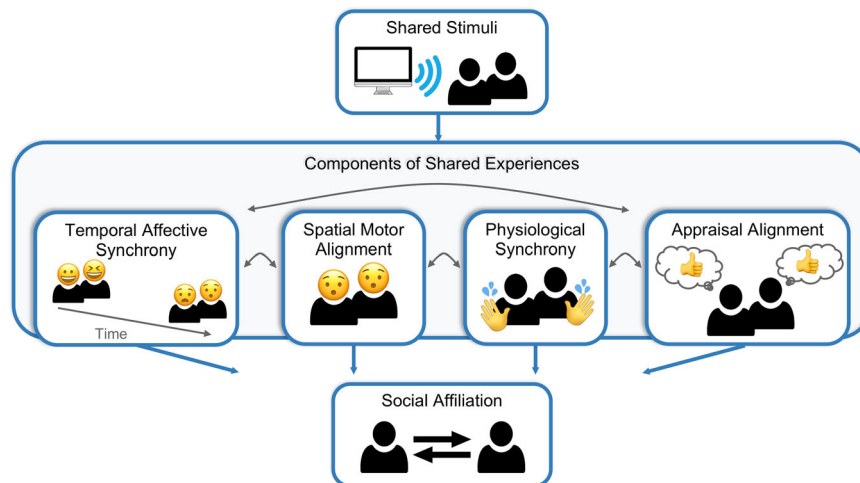 Shared Stimuli
Components of Shared Experiences
Temporal Affective
Synchrony
Time
Spatial Motor
Alignment
Physiological
Synchrony
Appraisal Alignment
Social Affiliation